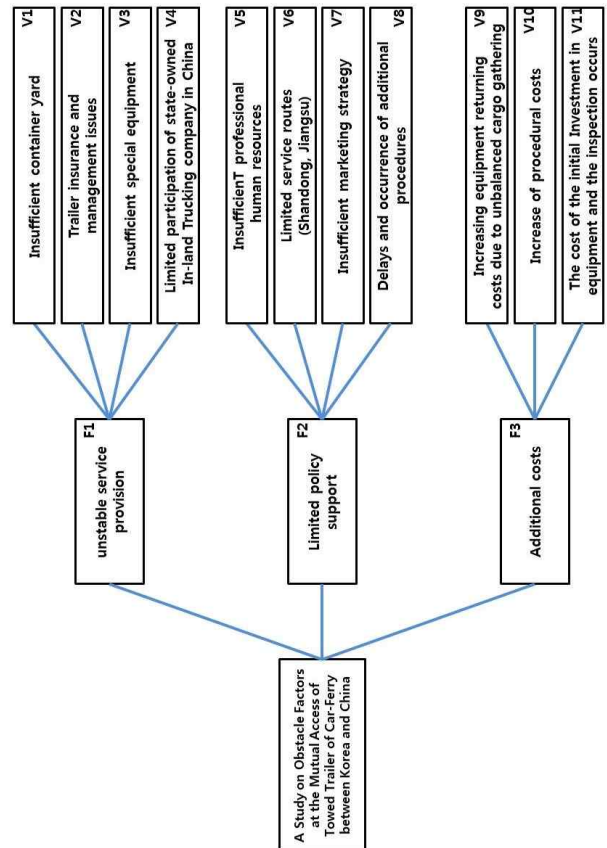 A Study on Obstacle Factors
at the Mutual Access of
Towed Trailer of Car-Ferry
between Korea and China
F1
unstable service
provision
F2
Limited policy
support
F3
Additional costs
V1
Insufficient container yard
V2
Trailer insurance and
management issues
V3
Insufficient special equipment
V4
Limited participation of state-owned
In-land Trucking company in China
V5
InsufficienT professional
human resources
V6
Limited service routes
(Shandong, Jiangsu)
V7
Insufficient marketing strategy
V8
Delays and occurrence of additional
procedures
V9
Increasing equipment returning
costs due to unbalanced cargo gathering
V10
Increase of procedural costs
V11
The cost of the initial Investment in
equipment and the inspection occurs